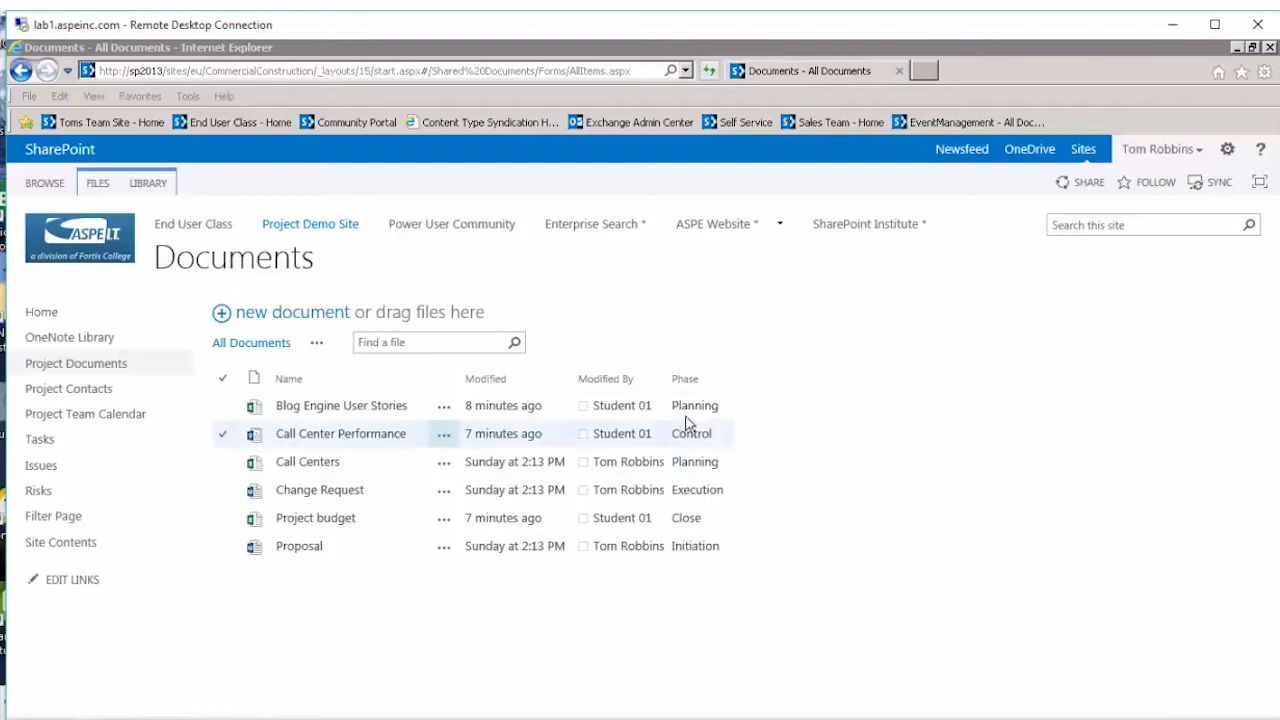 lab1.aspeinc.com - Remote Desktop Connection
Documents - All Documents - Internet Explorer
http://sp2013/sites/eu/CommercialConstruction/_layouts/15/start.aspx#/Shared%20Documents/Forms/AllItems.aspx Documents - All Documents
File Edit View Favorites Tools Help
Toms Team Site - Home End User Class - Home Community Portal Content Type Syndication H... Exchange Admin Center Self Service Sales Team - Home EventManagement - All Doc...
SharePoint Newsfeed OneDrive Sites Tom Robbins ?
BROWSE FILES LIBRARY SHARE FOLLOW SYNC
ASPE IT
a division of Fortis College
End User Class Project Demo Site Power User Community Enterprise Search * ASPE Website * SharePoint Institute * Search this site
Documents
Home
OneNote Library
Project Documents
Project Contacts
Project Team Calendar
Tasks
Issues
Risks
Filter Page
Site Contents
EDIT LINKS
new document or drag files here
All Documents ... Find a file
Name Modified Modified By Phase
Blog Engine User Stories ... 8 minutes ago Student 01 Planning
Call Center Performance ... 7 minutes ago Student 01 Control
Call Centers ... Sunday at 2:13 PM Tom Robbins Planning
Change Request ... Sunday at 2:13 PM Tom Robbins Execution
Project budget ... 7 minutes ago Student 01 Close
Proposal ... Sunday at 2:13 PM Tom Robbins Initiation